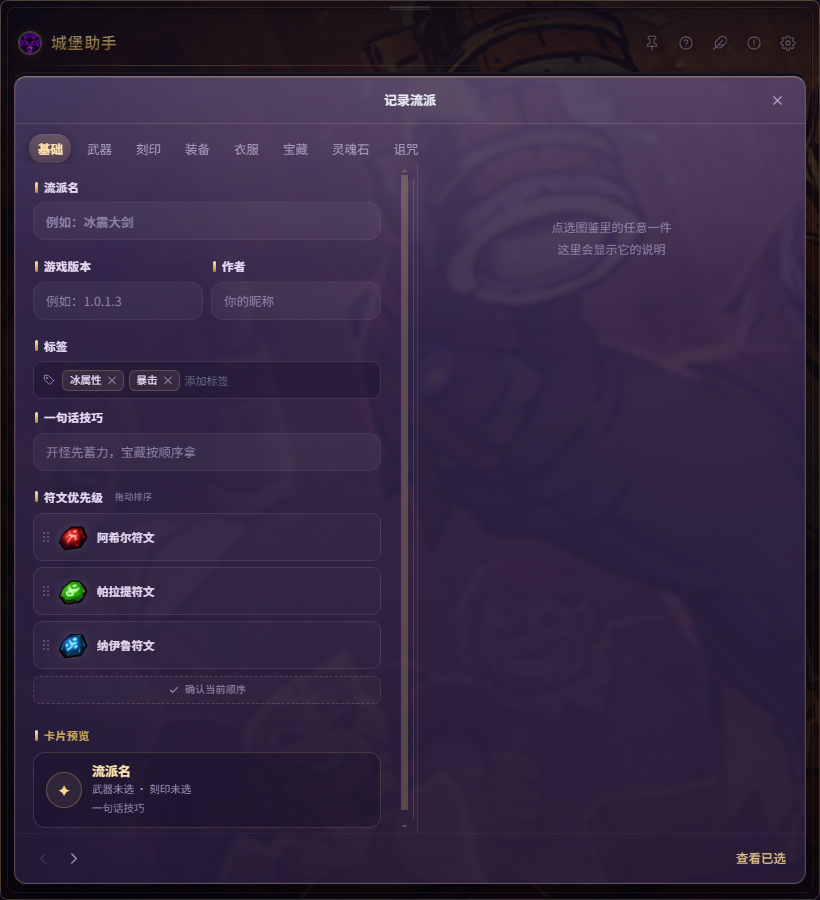 城堡助手
记录流派
基础 武器 刻印 装备 衣服 宝藏 灵魂石 诅咒
流派名
例如：冰震大剑
游戏版本 作者
例如：1.0.1.3 你的昵称
标签
冰属性 暴击 添加标签
一句话技巧
开怪先蓄力，宝藏按顺序拿
符文优先级 拖动排序
阿希尔符文
帕拉提符文
纳伊鲁符文
确认当前顺序
卡片预览
流派名
武器未选 · 刻印未选
一句话技巧
点选图鉴里的任意一件
这里会显示它的说明
查看已选